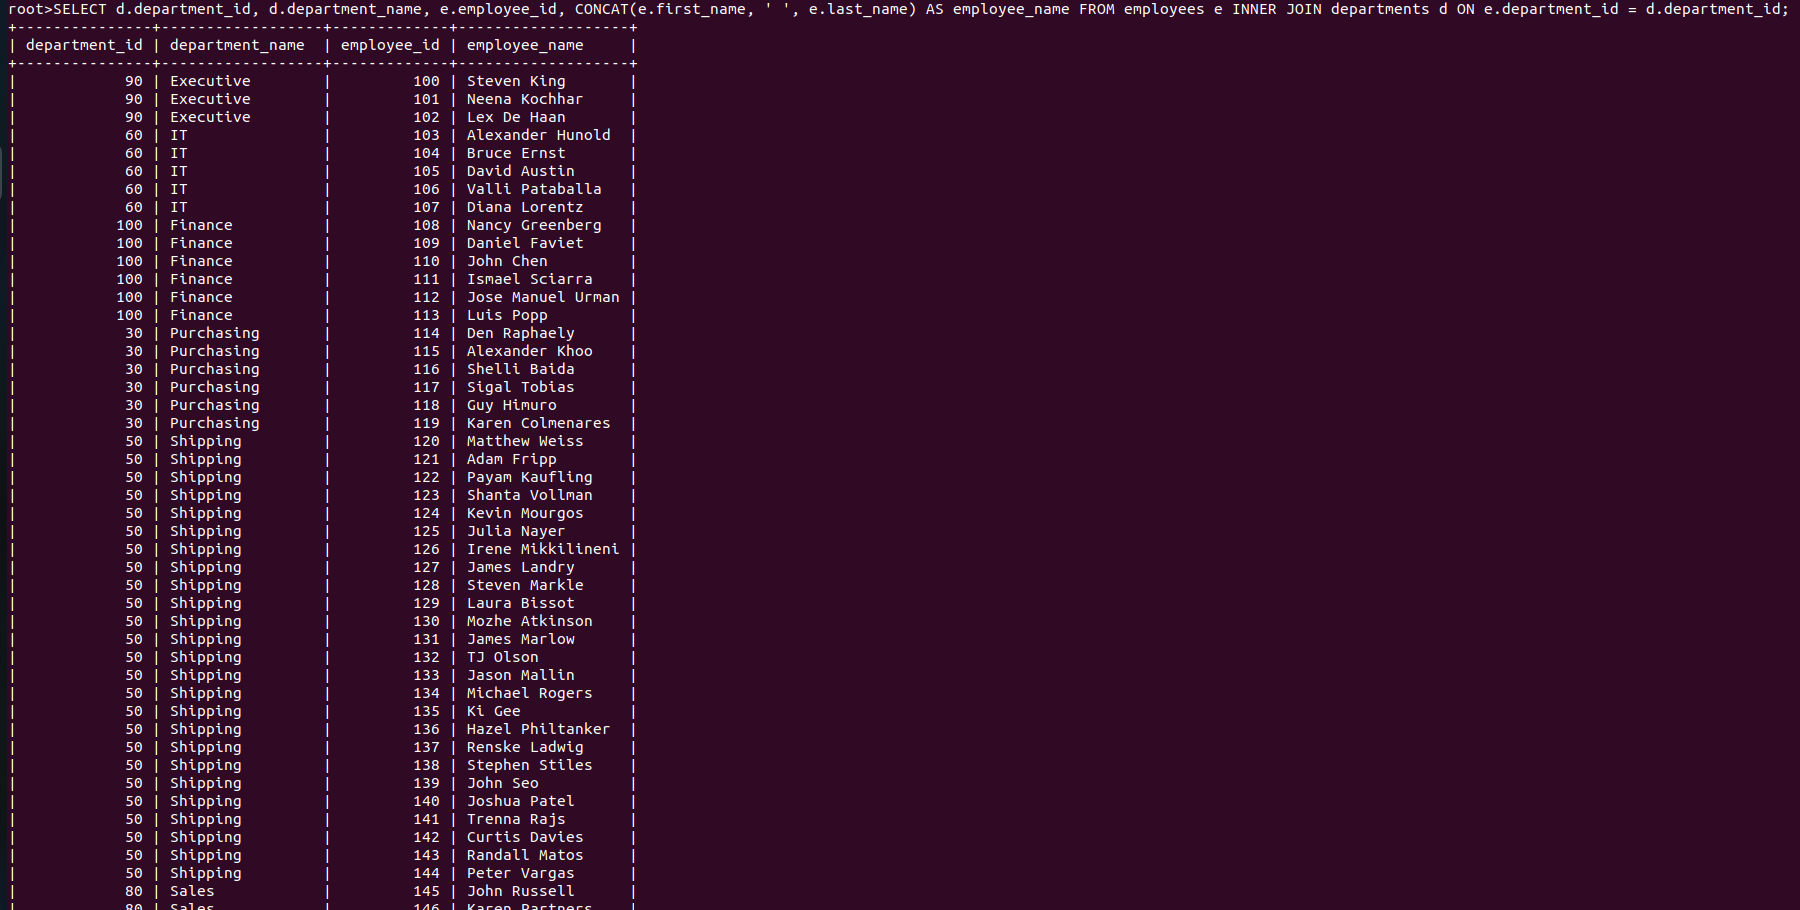 root>SELECT d.department_id, d.department_name, e.employee_id, CONCAT(e.first_name, ' ', e.last_name) AS employee_name FROM employees e INNER JOIN departments d ON e.department_id = d.department_id;
+---------------+------------------+-------------+-------------------+
| department_id | department_name  | employee_id | employee_name     |
+---------------+------------------+-------------+-------------------+
|            90 | Executive        |         100 | Steven King       |
|            90 | Executive        |         101 | Neena Kochhar     |
|            90 | Executive        |         102 | Lex De Haan       |
|            60 | IT               |         103 | Alexander Hunold  |
|            60 | IT               |         104 | Bruce Ernst       |
|            60 | IT               |         105 | David Austin      |
|            60 | IT               |         106 | Valli Pataballa   |
|            60 | IT               |         107 | Diana Lorentz     |
|           100 | Finance          |         108 | Nancy Greenberg   |
|           100 | Finance          |         109 | Daniel Faviet     |
|           100 | Finance          |         110 | John Chen         |
|           100 | Finance          |         111 | Ismael Sciarra    |
|           100 | Finance          |         112 | Jose Manuel Urman |
|           100 | Finance          |         113 | Luis Popp         |
|            30 | Purchasing       |         114 | Den Raphaely      |
|            30 | Purchasing       |         115 | Alexander Khoo    |
|            30 | Purchasing       |         116 | Shelli Baida      |
|            30 | Purchasing       |         117 | Sigal Tobias      |
|            30 | Purchasing       |         118 | Guy Himuro        |
|            30 | Purchasing       |         119 | Karen Colmenares  |
|            50 | Shipping         |         120 | Matthew Weiss     |
|            50 | Shipping         |         121 | Adam Fripp        |
|            50 | Shipping         |         122 | Payam Kaufling    |
|            50 | Shipping         |         123 | Shanta Vollman    |
|            50 | Shipping         |         124 | Kevin Mourgos     |
|            50 | Shipping         |         125 | Julia Nayer       |
|            50 | Shipping         |         126 | Irene Mikkilineni |
|            50 | Shipping         |         127 | James Landry      |
|            50 | Shipping         |         128 | Steven Markle     |
|            50 | Shipping         |         129 | Laura Bissot      |
|            50 | Shipping         |         130 | Mozhe Atkinson    |
|            50 | Shipping         |         131 | James Marlow      |
|            50 | Shipping         |         132 | TJ Olson          |
|            50 | Shipping         |         133 | Jason Mallin      |
|            50 | Shipping         |         134 | Michael Rogers    |
|            50 | Shipping         |         135 | Ki Gee            |
|            50 | Shipping         |         136 | Hazel Philtanker  |
|            50 | Shipping         |         137 | Renske Ladwig     |
|            50 | Shipping         |         138 | Stephen Stiles    |
|            50 | Shipping         |         139 | John Seo          |
|            50 | Shipping         |         140 | Joshua Patel      |
|            50 | Shipping         |         141 | Trenna Rajs       |
|            50 | Shipping         |         142 | Curtis Davies     |
|            50 | Shipping         |         143 | Randall Matos     |
|            50 | Shipping         |         144 | Peter Vargas      |
|            80 | Sales            |         145 | John Russell      |
|            80 | Sales            |         146 | Karen Partners    |